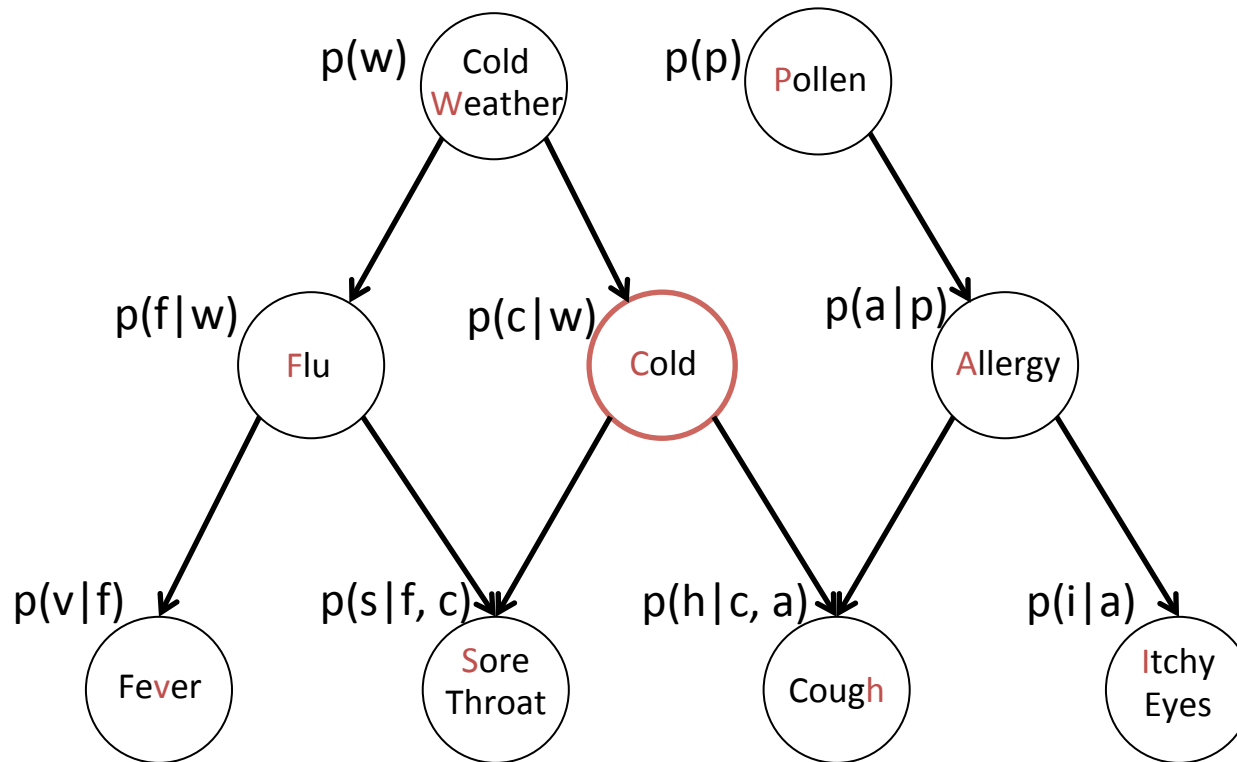 p(w)
Cold
Weather
p(p)
Pollen
p(f|w)
Flu
p(c|w)
Cold
p(a|p)
Allergy
p(v|f)
Fever
p(s|f, c)
Sore
Throat
p(h|c, a)
Cough
p(i|a)
Itchy
Eyes